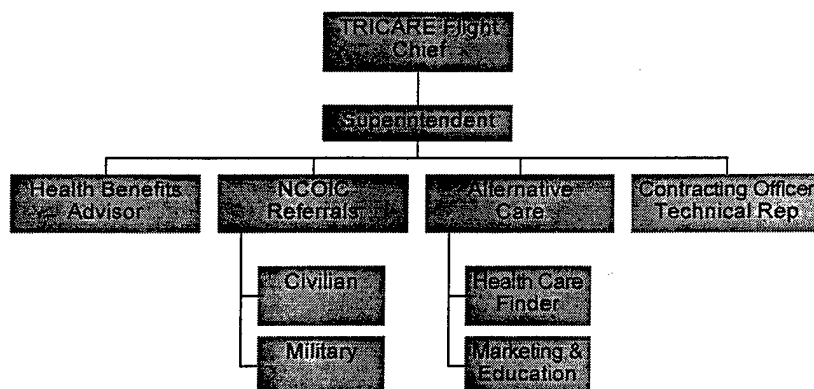 TRICARE Flight
Chief
Superintendent
Health Benefits
Advisor
NCOIC
Referrals
Alternative
Care
Contracting Officer
Technical Rep
Civilian
Military
Health Care
Finder
Marketing &
Education